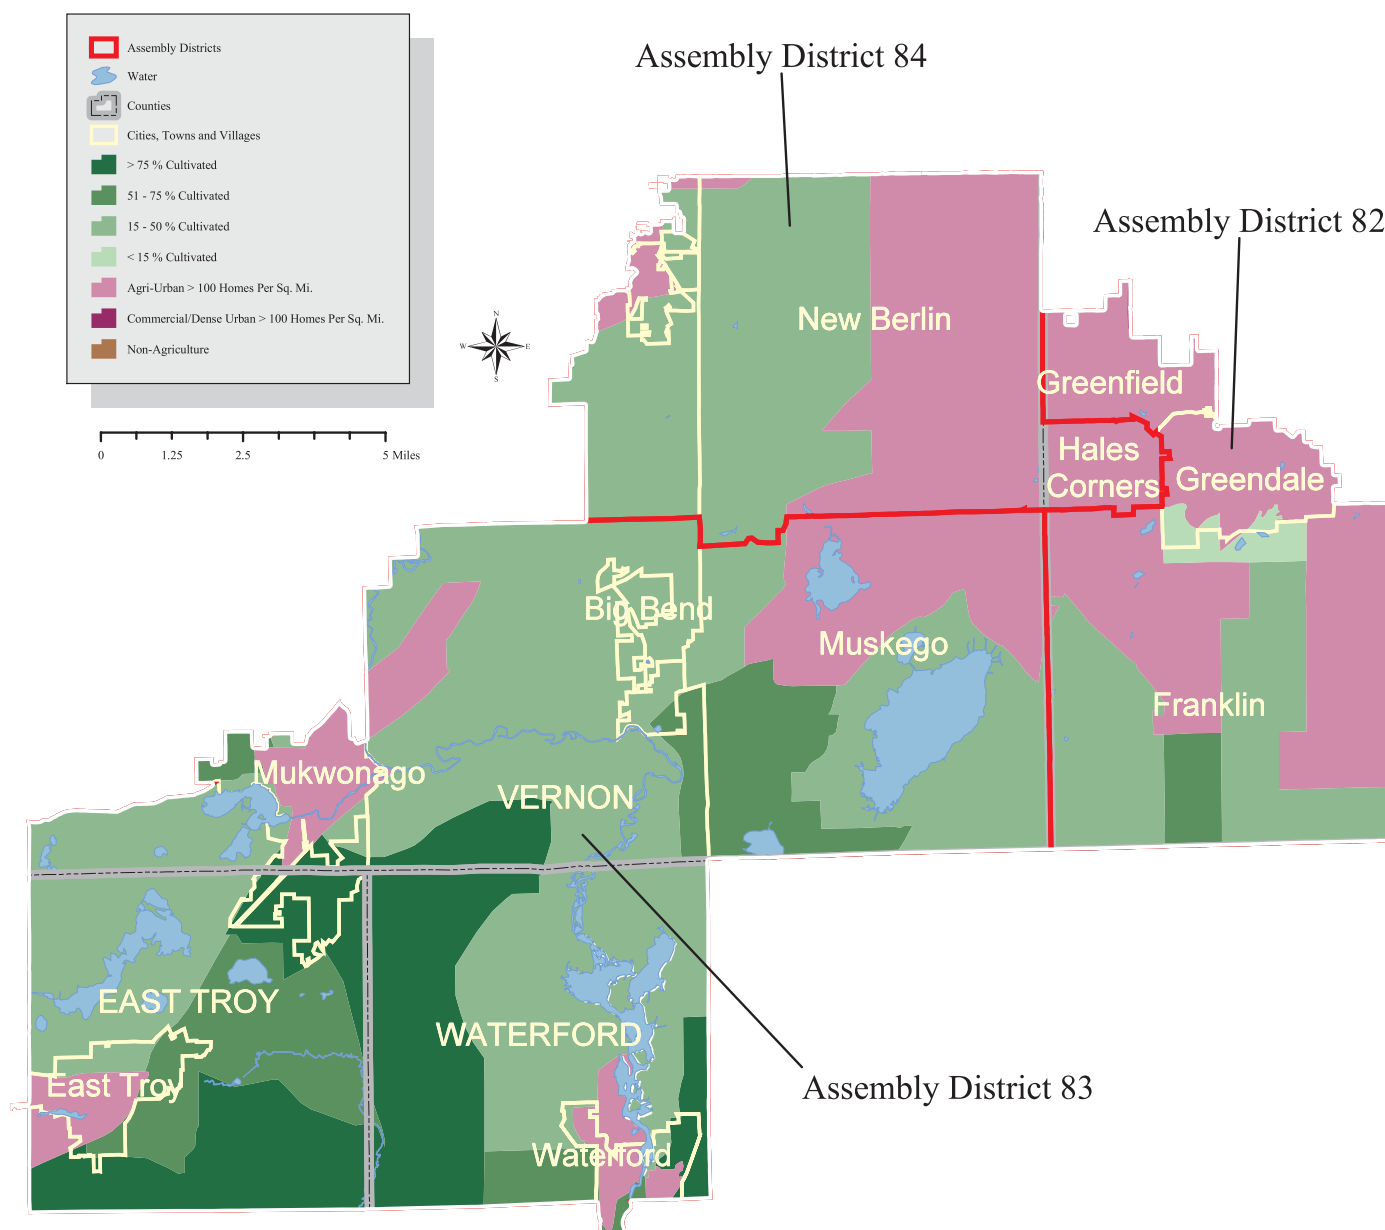 Assembly Districts
Water
Counties
Cities, Towns and Villages
> 75 % Cultivated
51 - 75 % Cultivated
15 - 50 % Cultivated
< 15 % Cultivated
Agri-Urban > 100 Homes Per Sq. Mi.
Commercial/Dense Urban > 100 Homes Per Sq. Mi.
Non-Agriculture
0 1.25 2.5 5 Miles
N
W E
S
Assembly District 84
Assembly District 82
New Berlin
Greenfield
Hales
Corners
Greendale
Big Bend
Muskego
Franklin
Mukwonago
VERNON
EAST TROY
WATERFORD
East Troy
Assembly District 83
Waterford